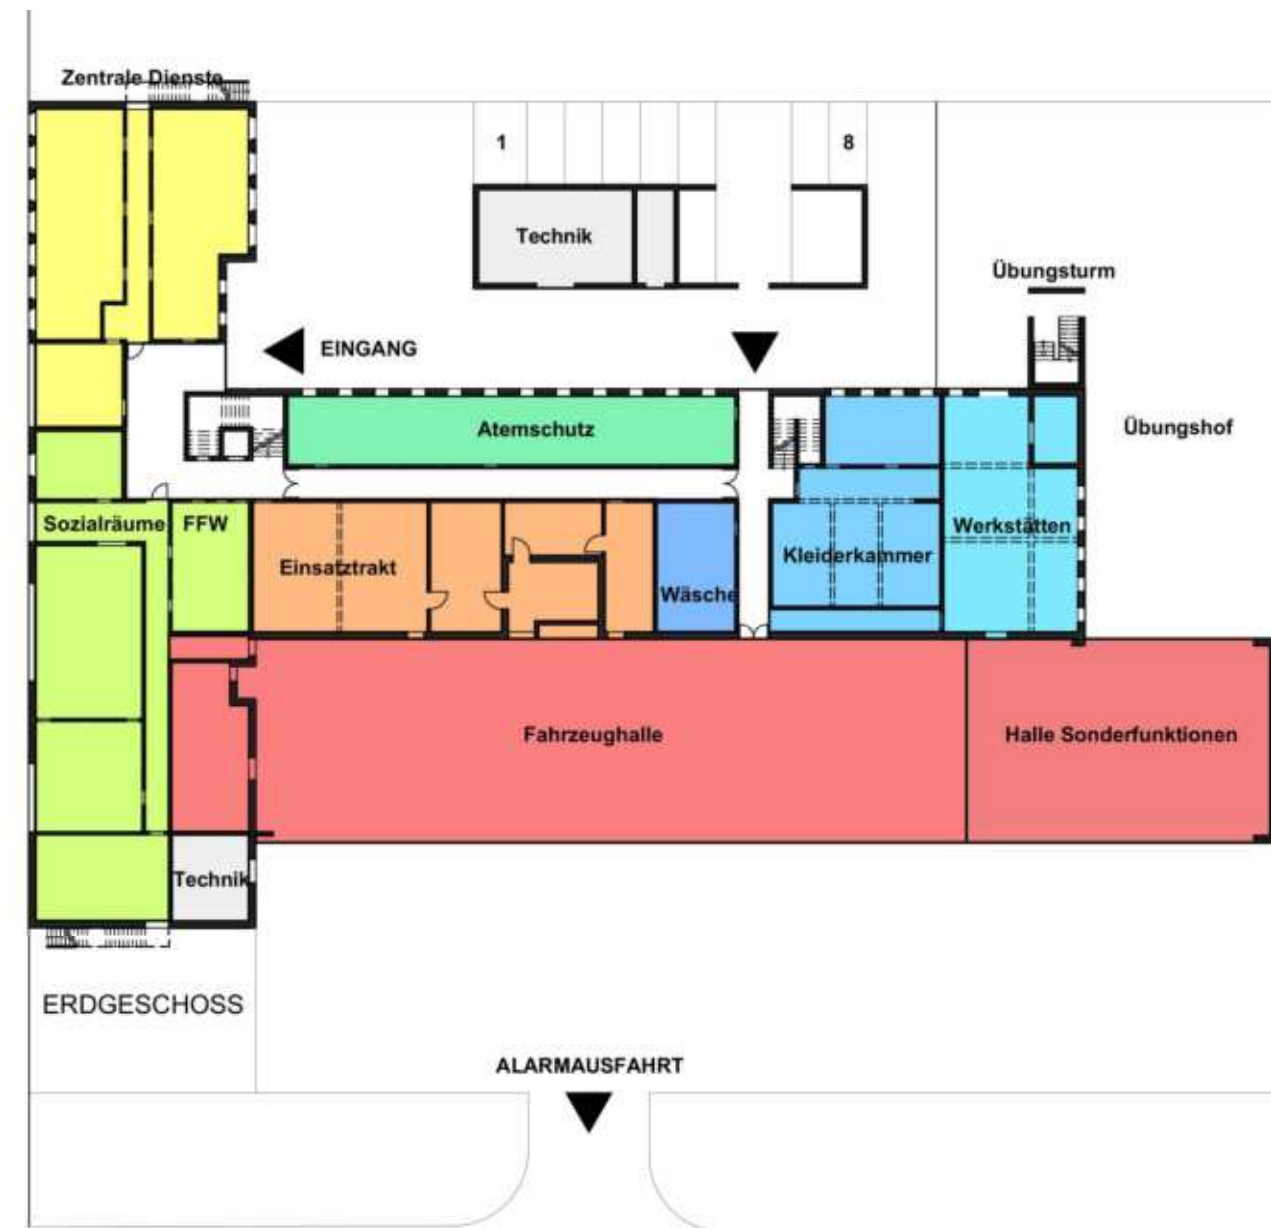 Zentrale Dienste
1
8
Technik
Übungsturm
EINGANG
Atemschutz
Übungshof
Sozialräume
FFW
Werkstätten
Einsatztrakt
Kleiderkammer
Wäsche
Fahrzeughalle
Halle Sonderfunktionen
Technik
ERDGESCHOSS
ALARMAUSFAHRT